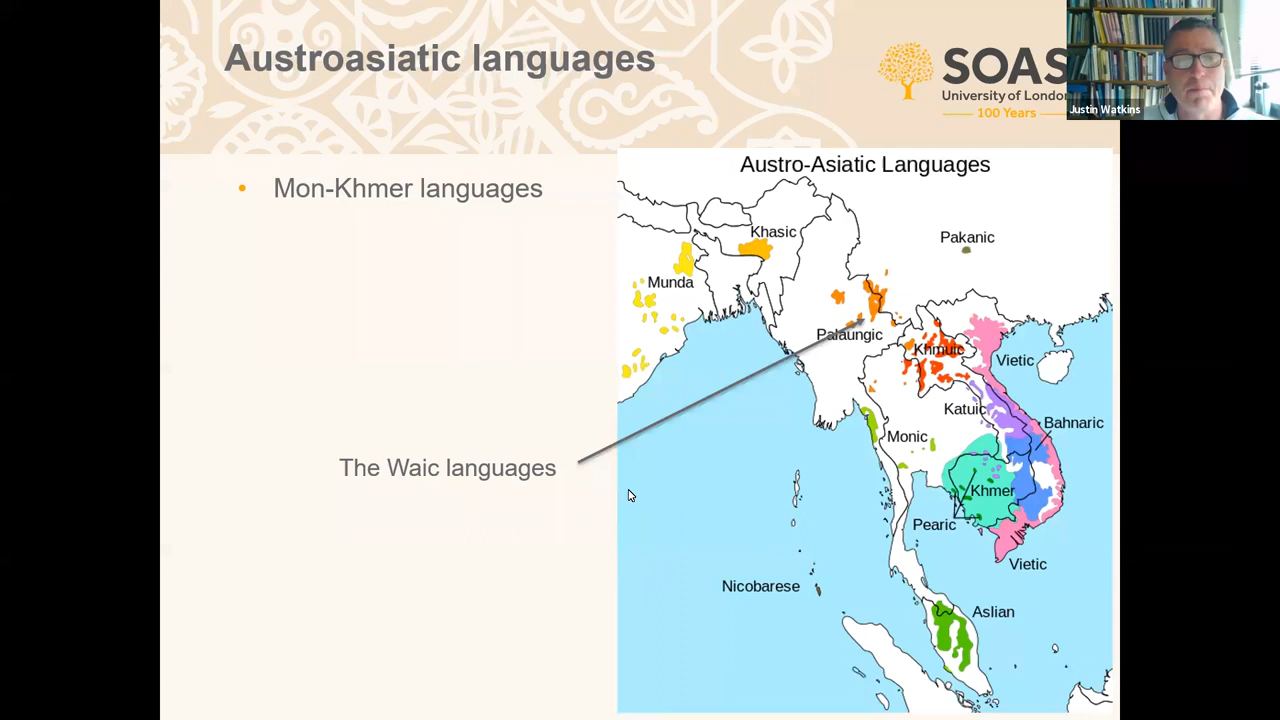 Austroasiatic languages
SOAS
University of London
100 Years
Justin Watkins
• Mon-Khmer languages
The Waic languages
Austro-Asiatic Languages
Khasic
Pakanic
Munda
Palaungic
Khmuic
Vietic
Katuic
Bahnaric
Monic
Khmer
Pearic
Vietic
Nicobarese
Aslian